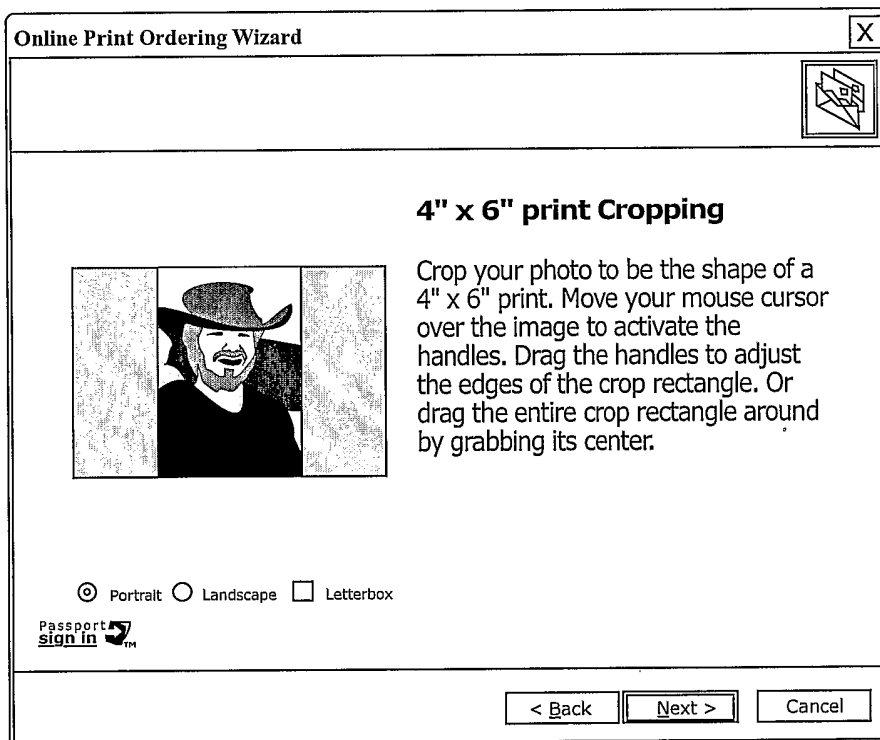 Online Print Ordering Wizard
X
4" x 6" print Cropping
Crop your photo to be the shape of a
4" x 6" print. Move your mouse cursor
over the image to activate the
handles. Drag the handles to adjust
the edges of the crop rectangle. Or
drag the entire crop rectangle around
by grabbing its center.
Portrait Landscape Letterbox
Passport
sign in TM
< Back Next > Cancel